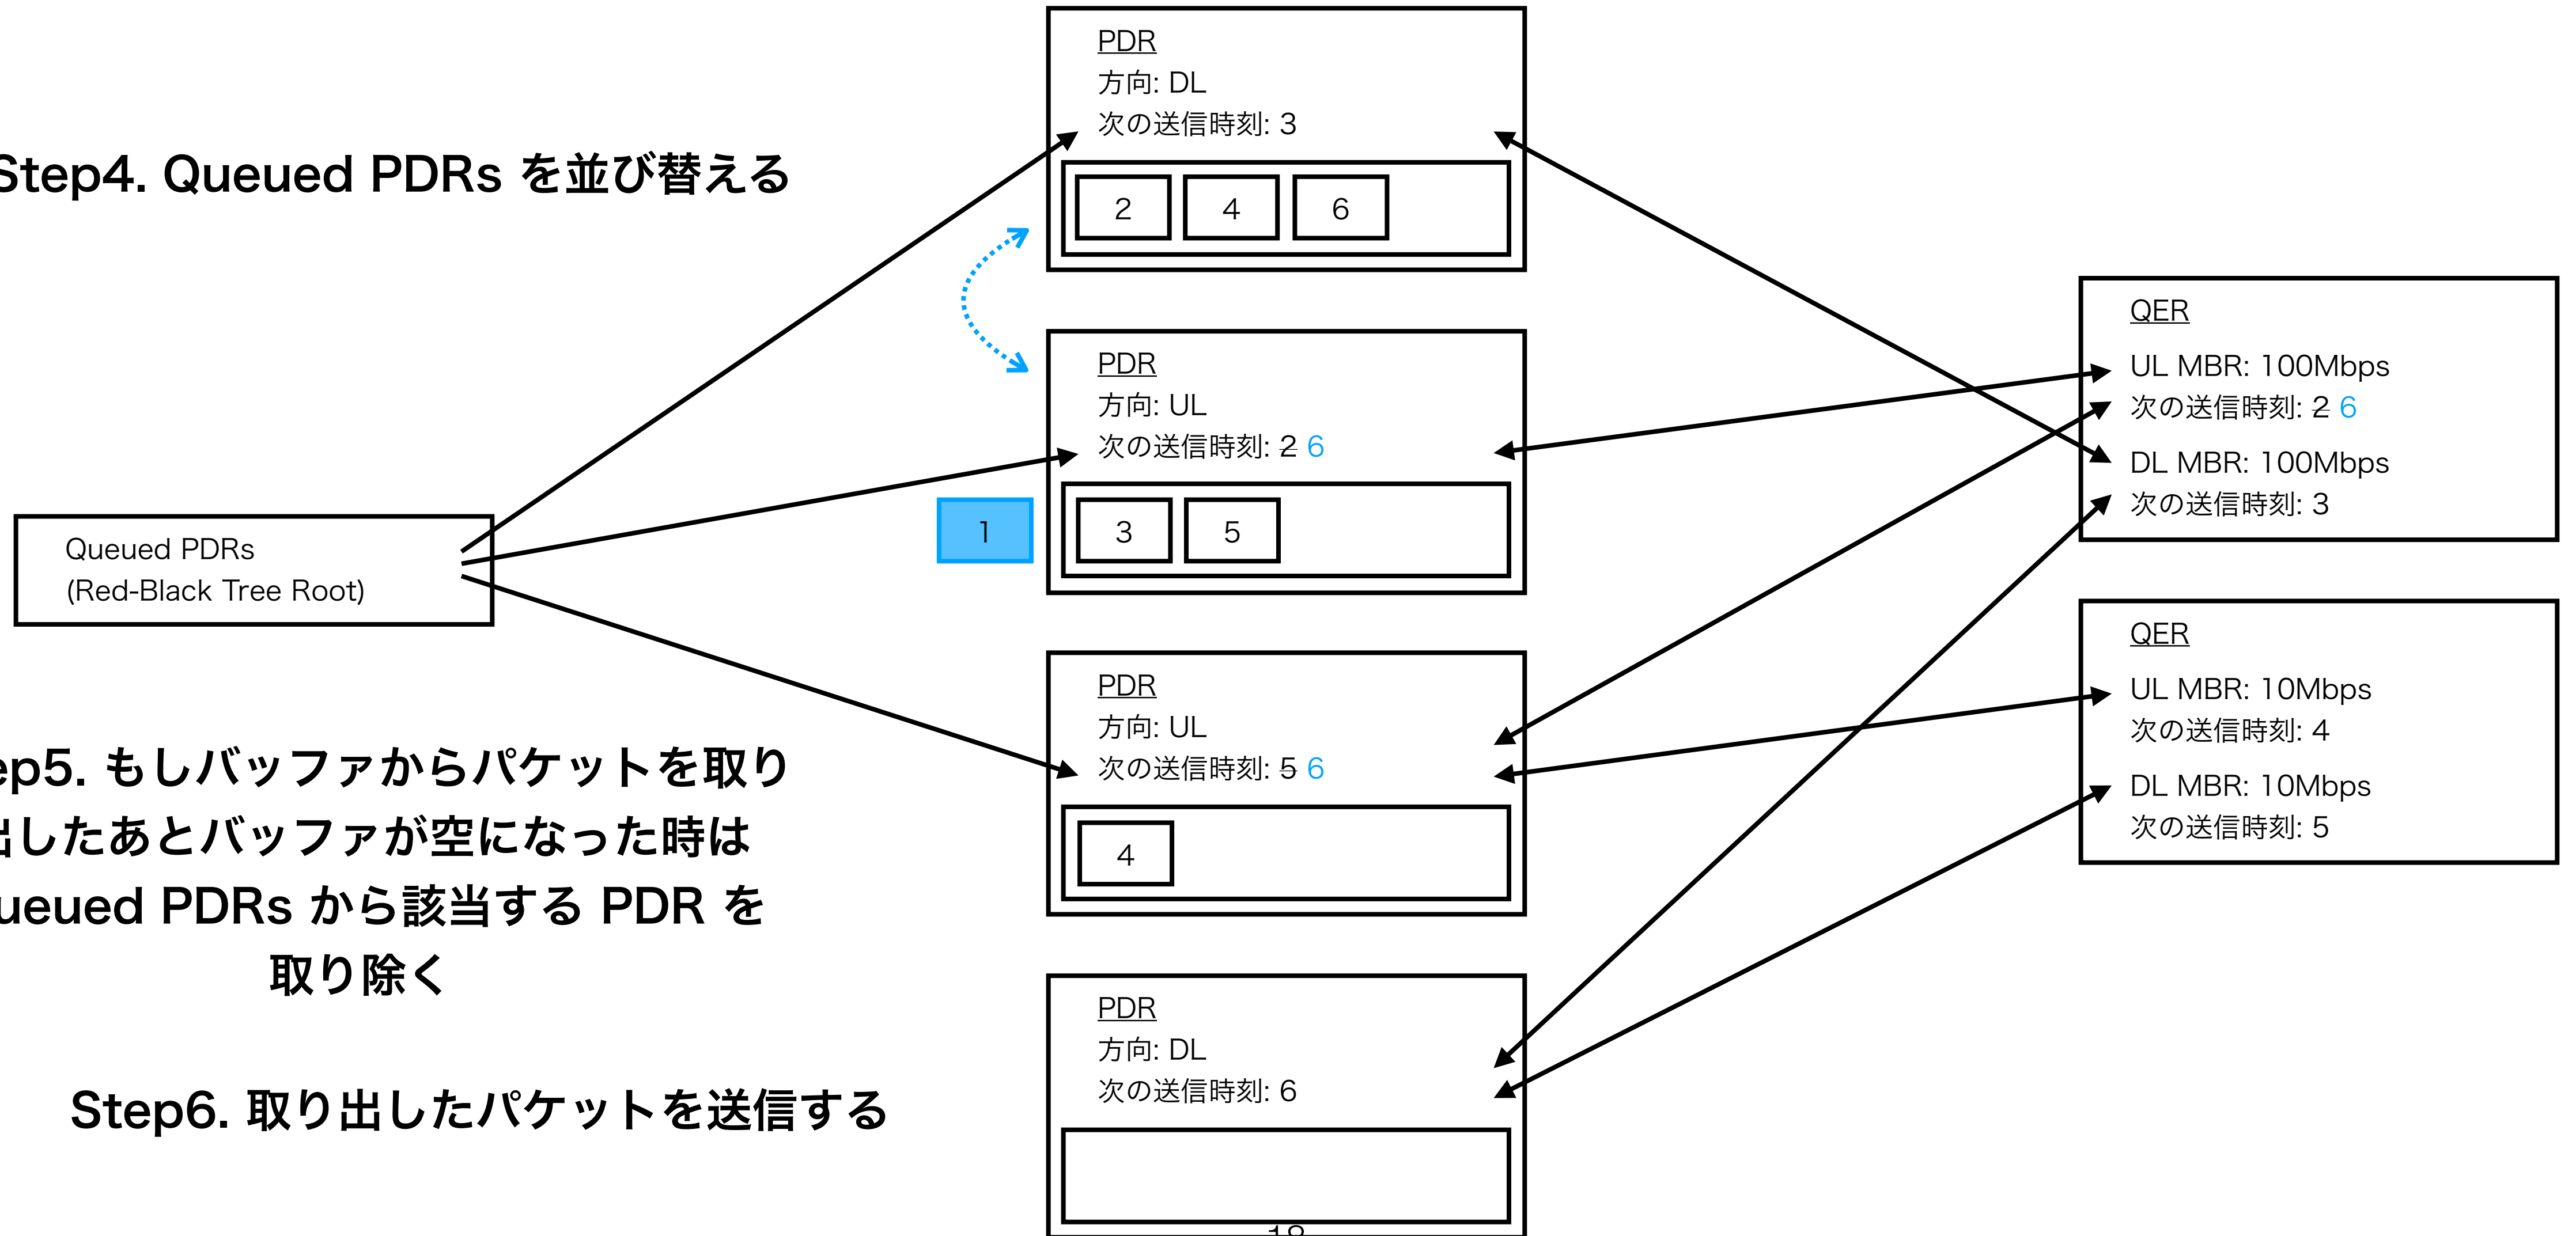 Step4. Queued PDRs を並び替える
Queued PDRs
(Red-Black Tree Root)
ep5. もしバッファからパケットを取り
出したあとバッファが空になった時は
ueued PDRs から該当する PDR を
取り除く
Step6. 取り出したパケットを送信する
PDR
方向: DL
次の送信時刻: 3
2 4 6
PDR
方向: UL
次の送信時刻: 2 6
1
3 5
PDR
方向: UL
次の送信時刻: 5 6
4
PDR
方向: DL
次の送信時刻: 6
QER
UL MBR: 100Mbps
次の送信時刻: 2 6
DL MBR: 100Mbps
次の送信時刻: 3
QER
UL MBR: 10Mbps
次の送信時刻: 4
DL MBR: 10Mbps
次の送信時刻: 5